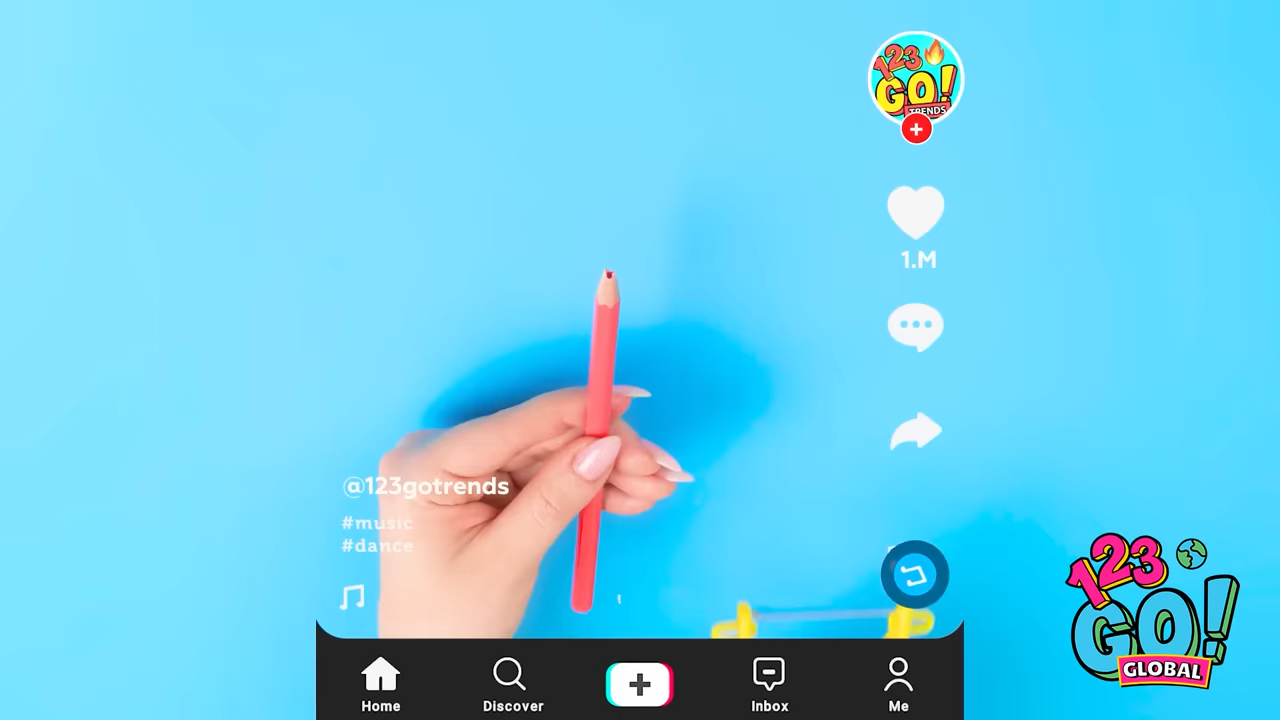 123
GO!
TRENDS
1.M
@123gotrends
#music
#dance
123
GO!
GLOBAL
Home
Discover
Inbox
Me